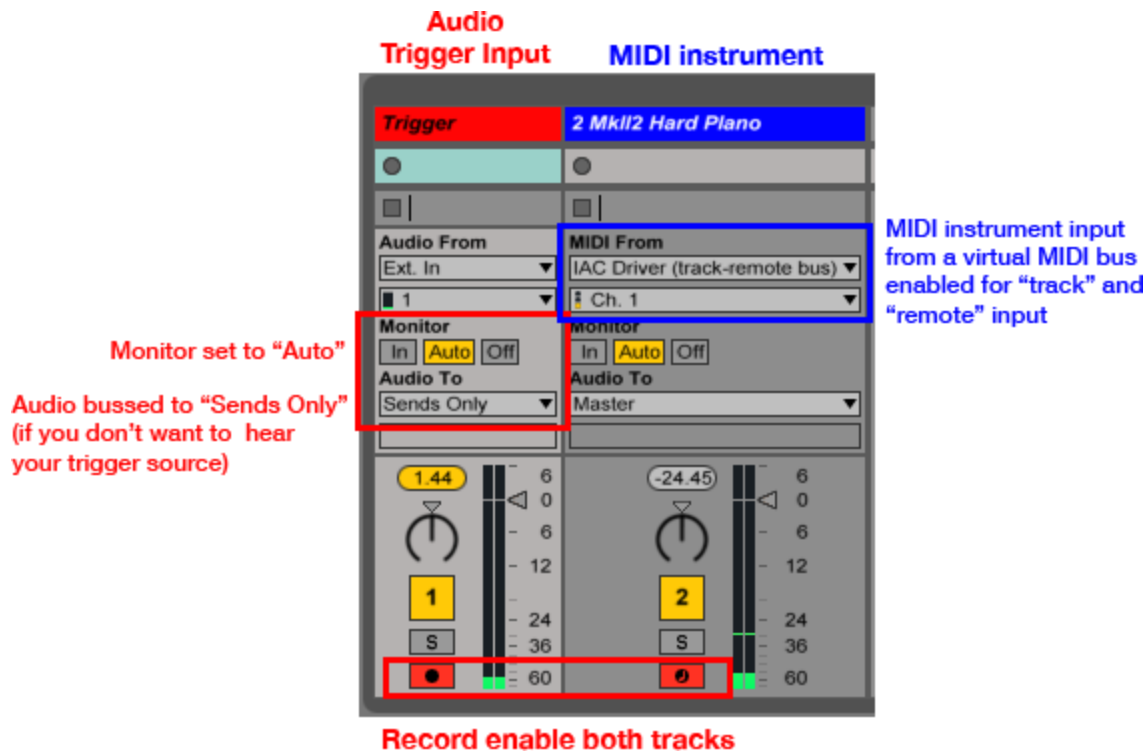 Audio
Trigger Input
MIDI instrument
Trigger
2 MkII2 Hard Piano
Audio From
MIDI From
Ext. In
IAC Driver (track-remote bus)
1
Ch. 1
MIDI instrument input
from a virtual MIDI bus
enabled for “track” and
“remote” input
Monitor
Monitor
In Auto Off
In Auto Off
Monitor set to “Auto”
Audio To
Audio To
Sends Only
Master
Audio bussed to “Sends Only”
(if you don’t want to hear
your trigger source)
1.44
6
0
6
12
24
36
60
1
S
-24.45
6
0
6
12
24
36
60
2
S
Record enable both tracks